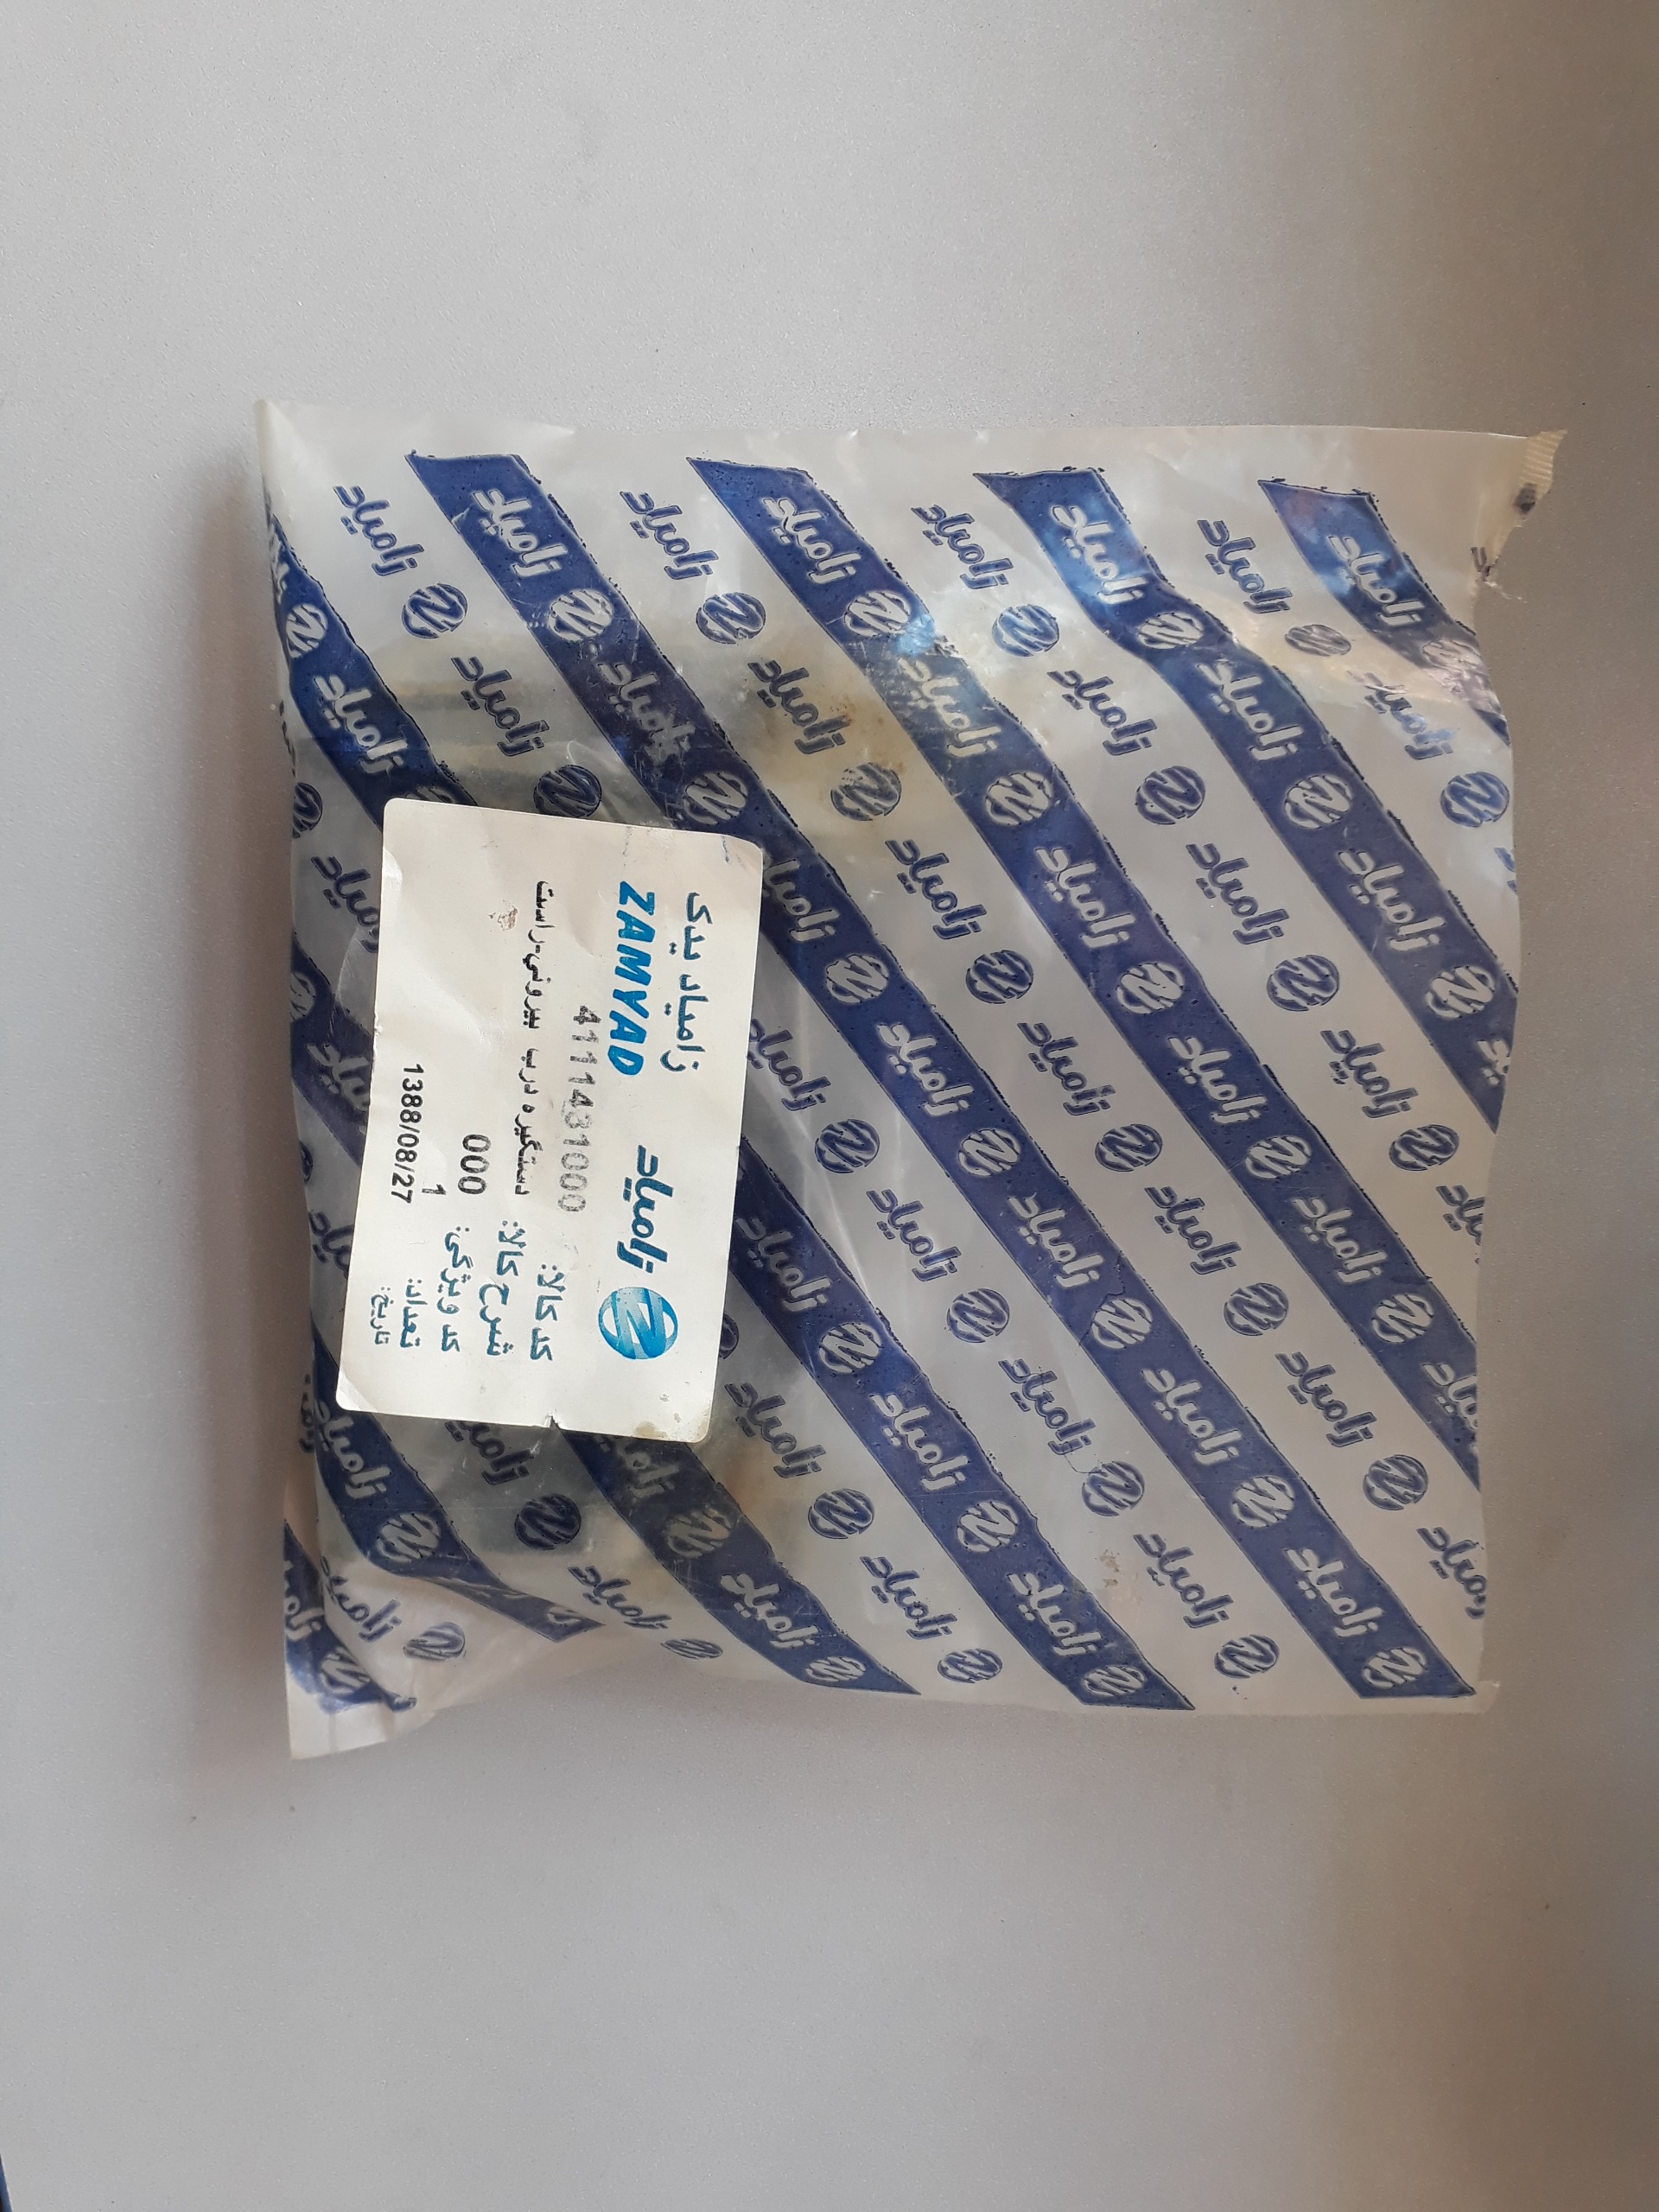 زامیاد یدک
ZAMYAD
زامیاد
کد کالا: 4111431000
شرح کالا: دستگیره درب بیرونی-راست
کد ویژگی: 000
تعداد: 1
تاریخ: 1388/08/27
زامیاد